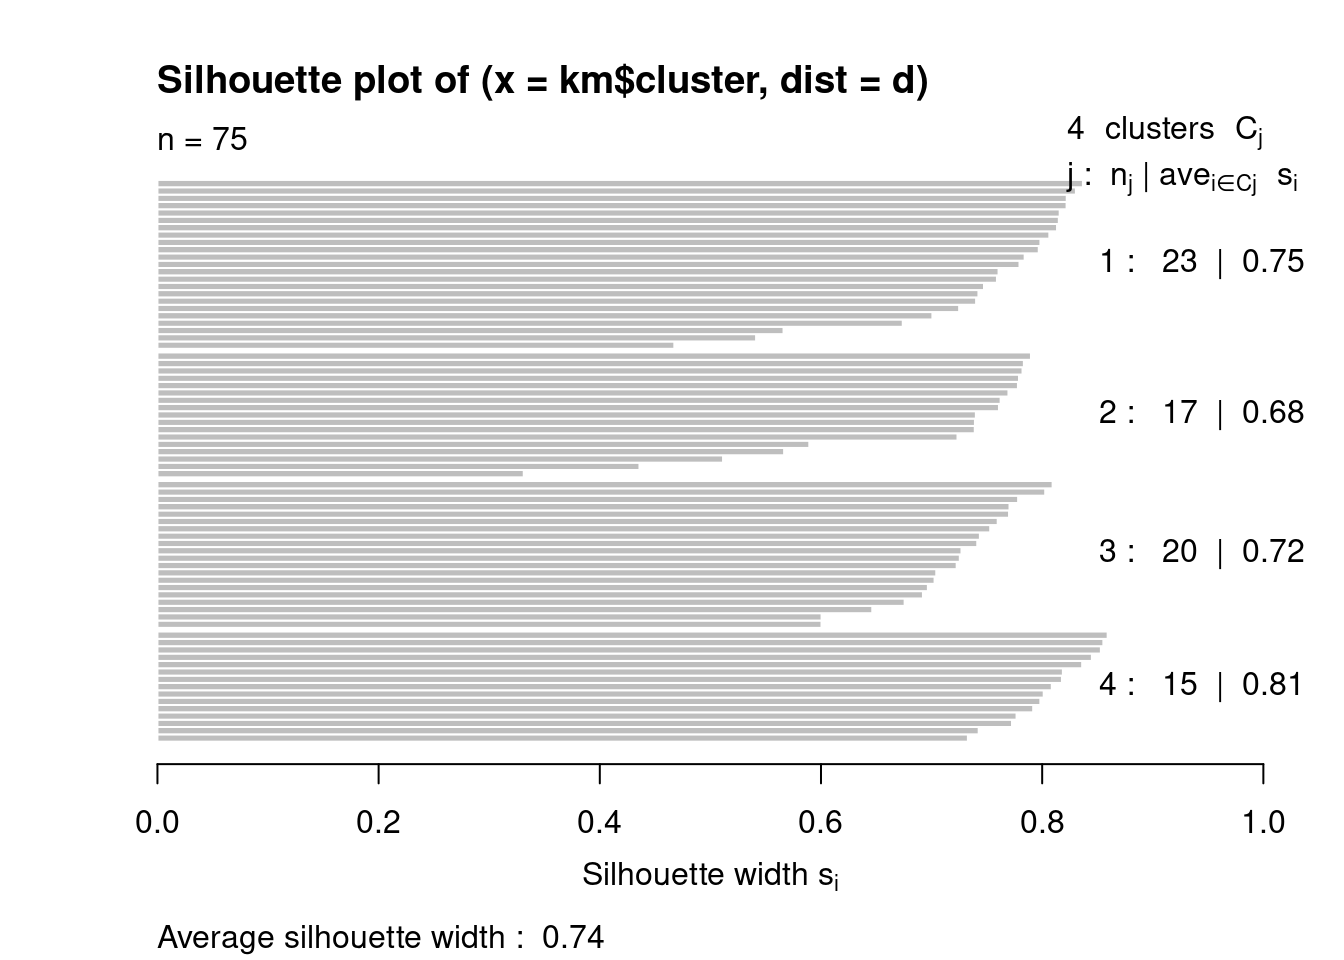 Silhouette plot of (x = km$cluster, dist = d)
n = 75
4 clusters Cj
j : nj | avei∈Cj si
1 : 23 | 0.75
2 : 17 | 0.68
3 : 20 | 0.72
4 : 15 | 0.81
0.0 0.2 0.4 0.6 0.8 1.0
Silhouette width si
Average silhouette width : 0.74